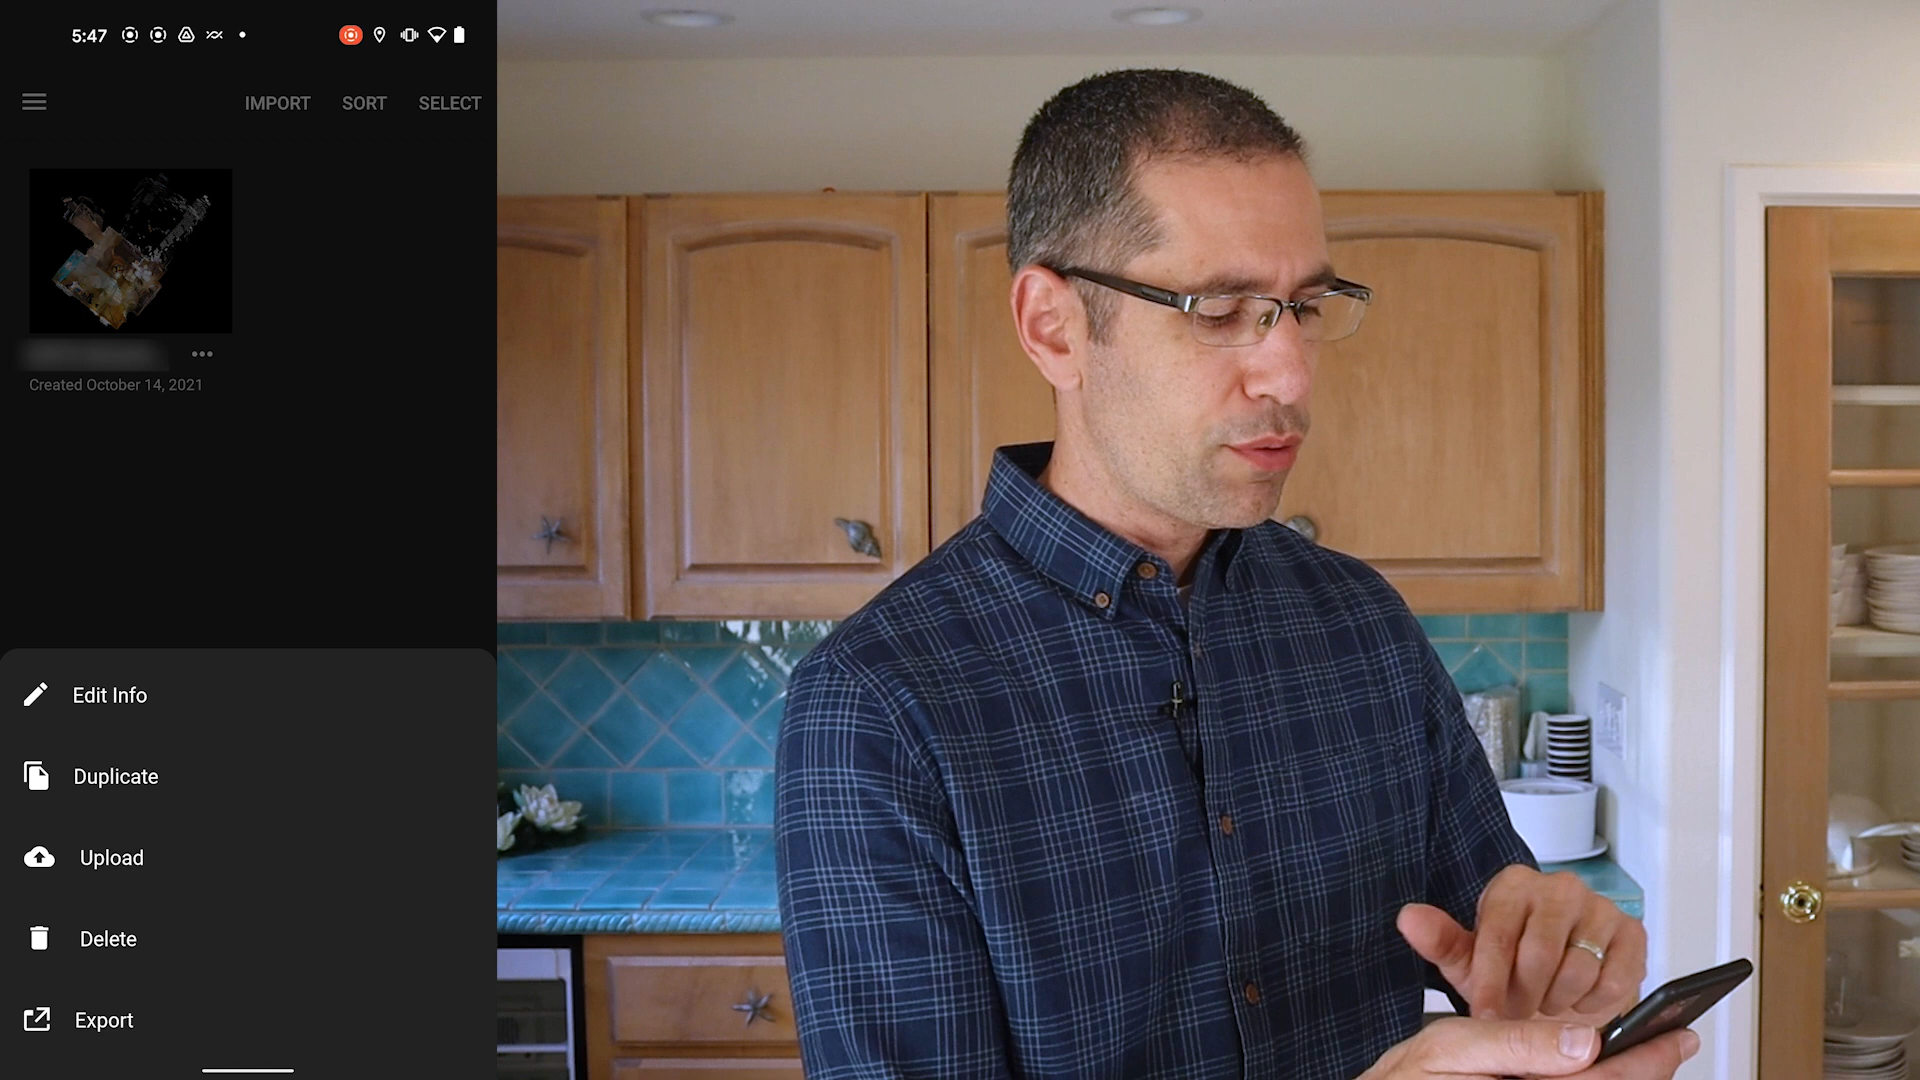 5:47
IMPORT SORT SELECT
Created October 14, 2021
Edit Info
Duplicate
Upload
Delete
Export